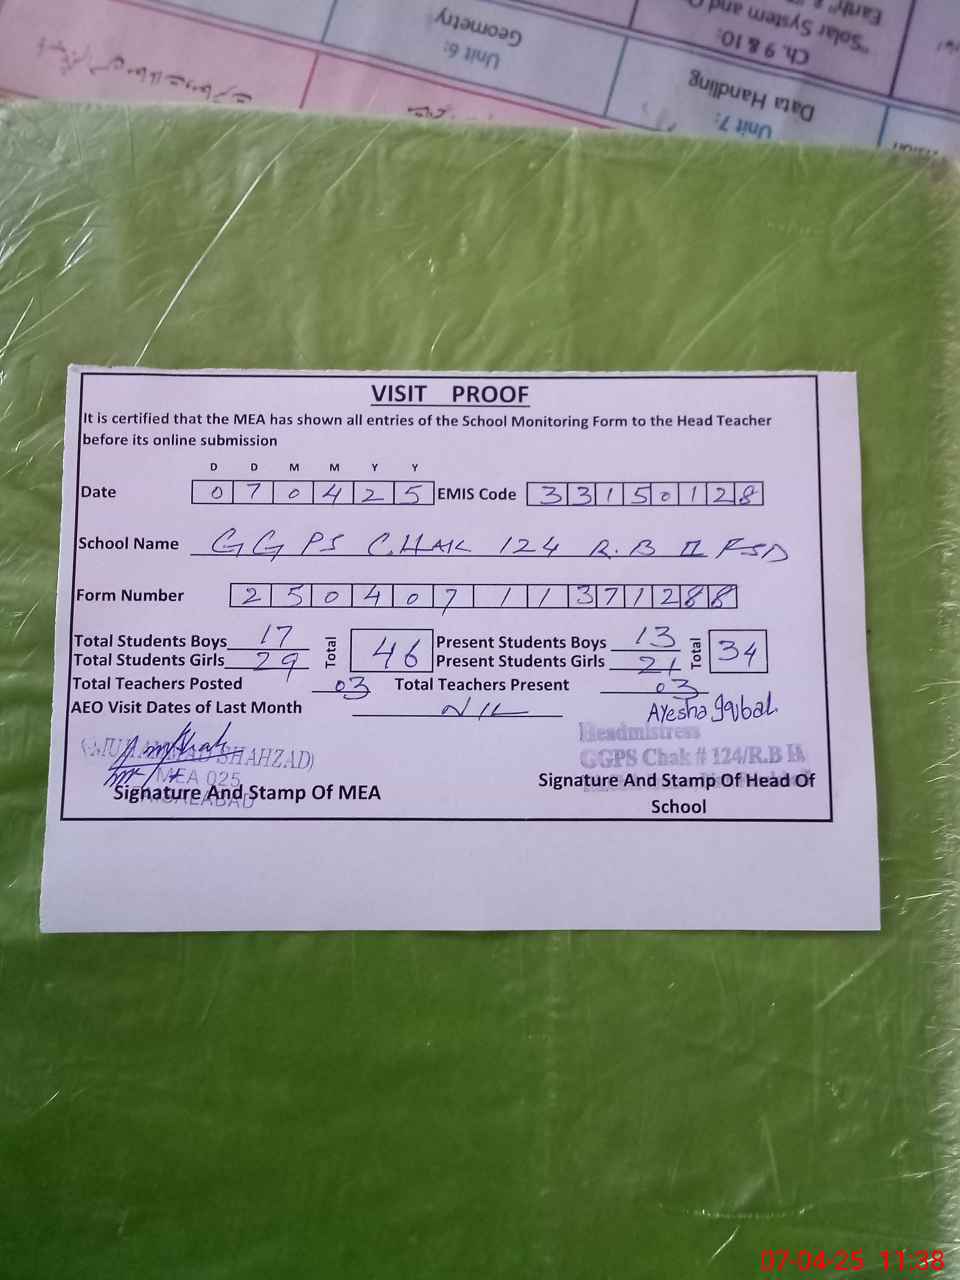 Earth &
"Solar System and
Ch. 9 & 10:
Geometry
Unit 6:
Data Handling
Unit 7:
VISIT PROOF
It is certified that the MEA has shown all entries of the School Monitoring Form to the Head Teacher
before its online submission
D D M M Y Y
Date 0 7 0 4 2 5 EMIS Code 3 3 1 5 0 1 2 8
School Name GGPS CHAK 124 R.B II FSD
Form Number 2 5 0 4 0 7 1 1 3 7 1 2 8 8
Total Students Boys 17 Total 46 Present Students Boys 13 Total 34
Total Students Girls 29 Present Students Girls 21
Total Teachers Posted 03 Total Teachers Present 03
AEO Visit Dates of Last Month NIL Ayesha Iqbal
Headmistress
SHAHZAD) GGPS Chak # 124/R.B
MEA 025
Signature And Stamp Of MEA Signature And Stamp Of Head Of
School
FAISALABAD
07-04-25 11:38